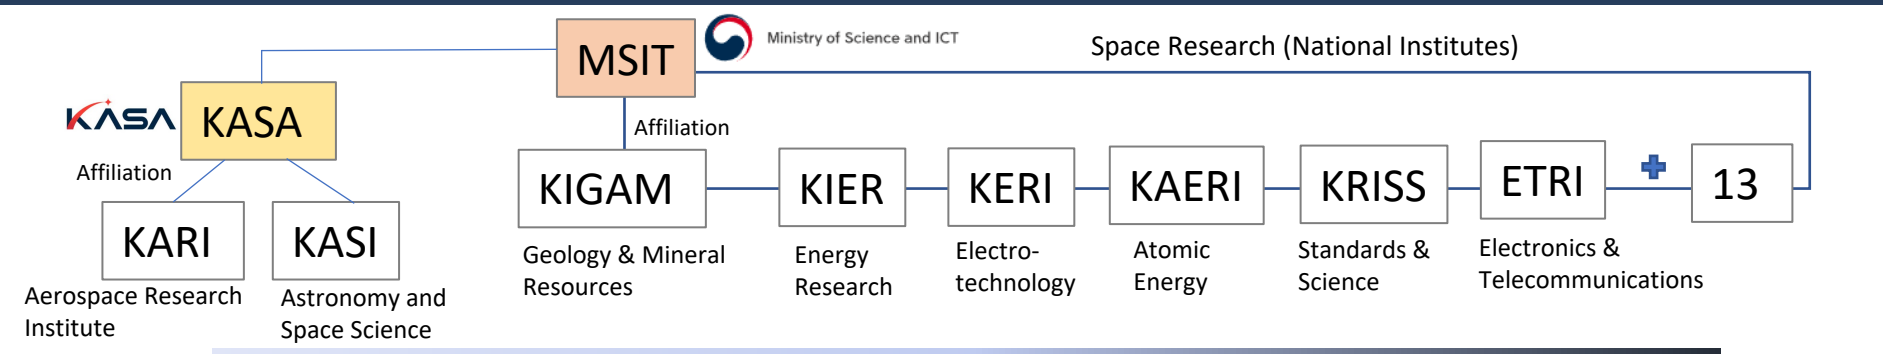 MSIT
Ministry of Science and ICT
Space Research (National Institutes)
KASA
KASA
Affiliation
Affiliation
KARI
KASI
KIGAM
KIER
KERI
KAERI
KRISS
ETRI
13
Aerospace Research
Institute
Astronomy and
Space Science
Geology & Mineral
Resources
Energy
Research
Electro-
technology
Atomic
Energy
Standards &
Science
Electronics &
Telecommunications